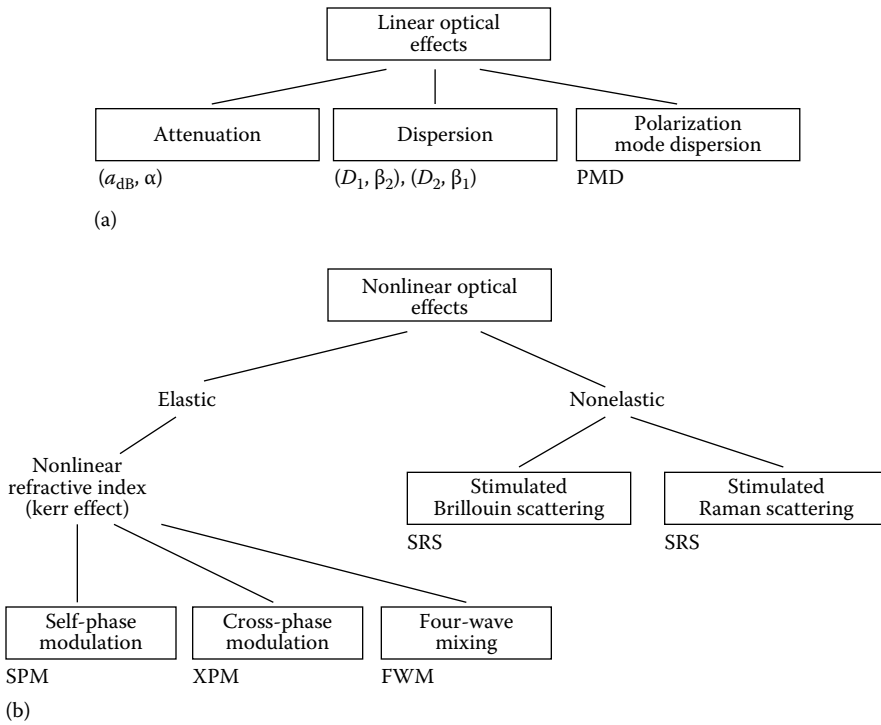 Linear optical
effects
Attenuation
Dispersion
Polarization
mode dispersion
(a_dB, α)
(D_1, β_2), (D_2, β_1)
PMD
(a)
Nonlinear optical
effects
Elastic
Nonelastic
Nonlinear
refractive index
(kerr effect)
Stimulated
Brillouin scattering
Stimulated
Raman scattering
SRS
SRS
Self-phase
modulation
Cross-phase
modulation
Four-wave
mixing
SPM
XPM
FWM
(b)